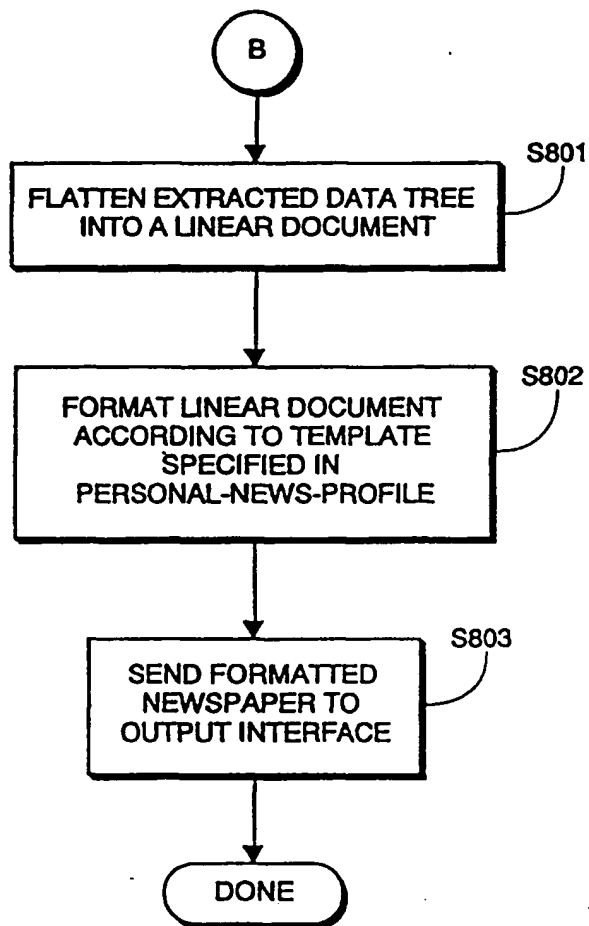 B
S801
FLATTEN EXTRACTED DATA TREE
INTO A LINEAR DOCUMENT
S802
FORMAT LINEAR DOCUMENT
ACCORDING TO TEMPLATE
SPECIFIED IN
PERSONAL-NEWS-PROFILE
S803
SEND FORMATTED
NEWSPAPER TO
OUTPUT INTERFACE
DONE